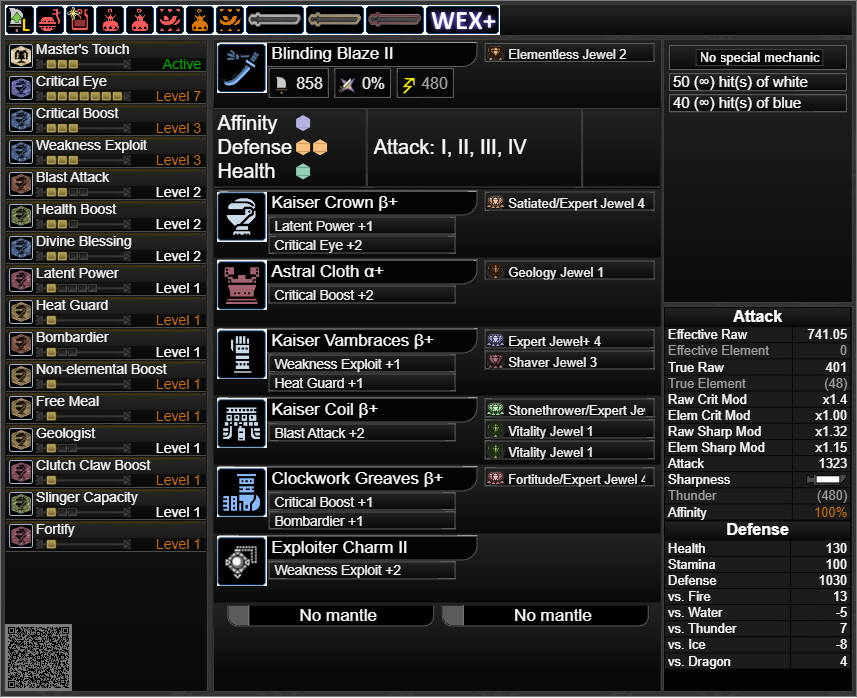 L
WEX+
Master's Touch
Active
Critical Eye
Level 7
Critical Boost
Level 3
Weakness Exploit
Level 3
Blast Attack
Level 2
Health Boost
Level 2
Divine Blessing
Level 2
Latent Power
Level 1
Heat Guard
Level 1
Bombardier
Level 1
Non-elemental Boost
Level 1
Free Meal
Level 1
Geologist
Level 1
Clutch Claw Boost
Level 1
Slinger Capacity
Level 1
Fortify
Level 1
Blinding Blaze II
858 0% 480
Elementless Jewel 2
Affinity
Defense
Health
Attack: I, II, III, IV
Kaiser Crown β+
Latent Power +1
Critical Eye +2
Satiated/Expert Jewel 4
Astral Cloth α+
Critical Boost +2
Geology Jewel 1
Kaiser Vambraces β+
Weakness Exploit +1
Heat Guard +1
Expert Jewel+ 4
Shaver Jewel 3
Kaiser Coil β+
Blast Attack +2
Stonethrower/Expert Je
Vitality Jewel 1
Vitality Jewel 1
Clockwork Greaves β+
Critical Boost +1
Bombardier +1
Fortitude/Expert Jewel 4
Exploiter Charm II
Weakness Exploit +2
No mantle
No mantle
No special mechanic
50 (∞) hit(s) of white
40 (∞) hit(s) of blue
Attack
Effective Raw 741.05
Effective Element 0
True Raw 401
True Element (48)
Raw Crit Mod x1.4
Elem Crit Mod x1.00
Raw Sharp Mod x1.32
Elem Sharp Mod x1.15
Attack 1323
Sharpness
Thunder (480)
Affinity 100%
Defense
Health 130
Stamina 100
Defense 1030
vs. Fire 13
vs. Water -5
vs. Thunder 7
vs. Ice -8
vs. Dragon 4